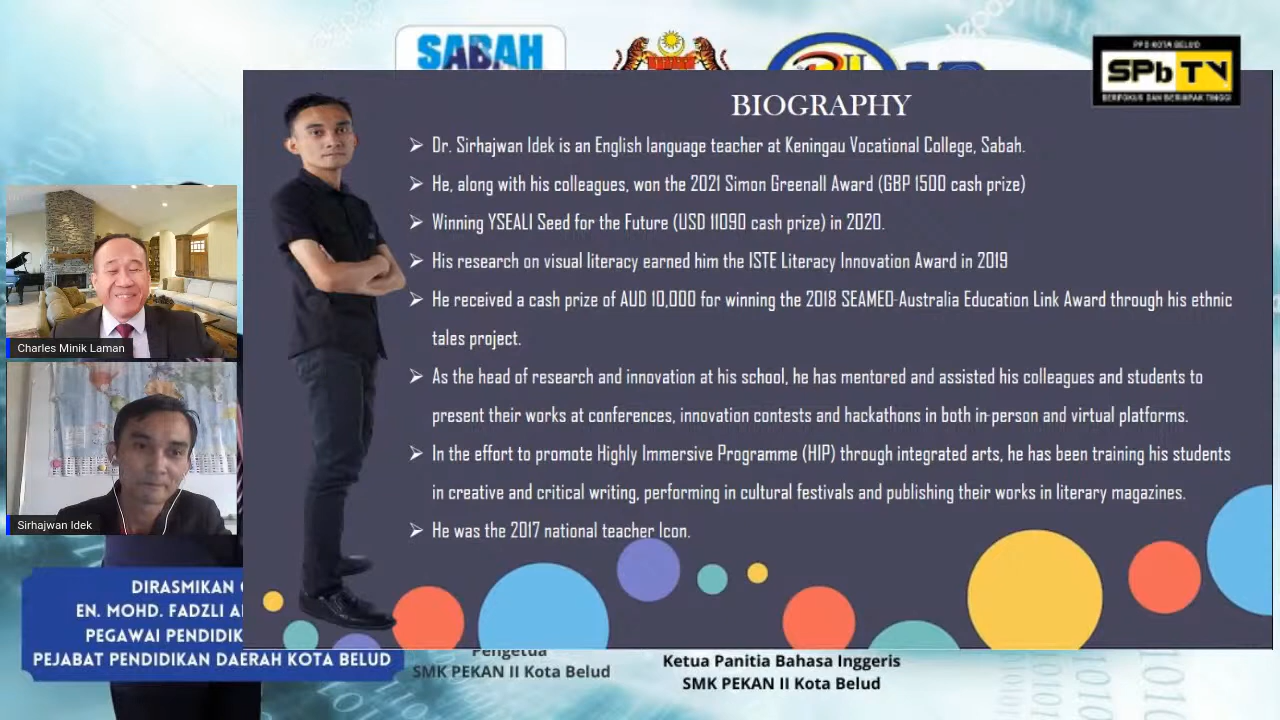 SABAH
PPD KOTA BELUD
SPb TV
BERFOKUS DAN BERIMPAK TINGGI
BIOGRAPHY
➢ Dr. Sirhajwan Idek is an English language teacher at Keningau Vocational College, Sabah.
➢ He, along with his colleagues, won the 2021 Simon Greenall Award (GBP 1500 cash prize)
➢ Winning YSEALI Seed for the Future (USD 11090 cash prize) in 2020.
➢ His research on visual literacy earned him the ISTE Literacy Innovation Award in 2019
➢ He received a cash prize of AUD 10,000 for winning the 2018 SEAMEO-Australia Education Link Award through his ethnic
tales project.
➢ As the head of research and innovation at his school, he has mentored and assisted his colleagues and students to
present their works at conferences, innovation contests and hackathons in both in-person and virtual platforms.
➢ In the effort to promote Highly Immersive Programme (HIP) through integrated arts, he has been training his students
in creative and critical writing, performing in cultural festivals and publishing their works in literary magazines.
➢ He was the 2017 national teacher Icon.
Charles Minik Laman
Sirhajwan Idek
DIRASMIKAN
EN. MOHD. FADZLI
PEGAWAI PENDIDIK
PEJABAT PENDIDIKAN DAERAH KOTA BELUD
Pengetua
SMK PEKAN II Kota Belud
Ketua Panitia Bahasa Inggeris
SMK PEKAN II Kota Belud